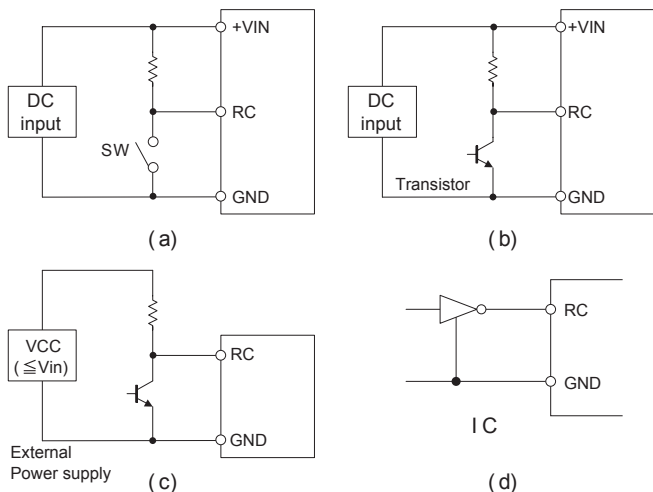 +VIN
DC
input
RC
SW
GND
(a)
+VIN
DC
input
RC
Transistor
GND
(b)
VCC
(≦Vin)
RC
GND
External
Power supply
(c)
RC
GND
IC
(d)